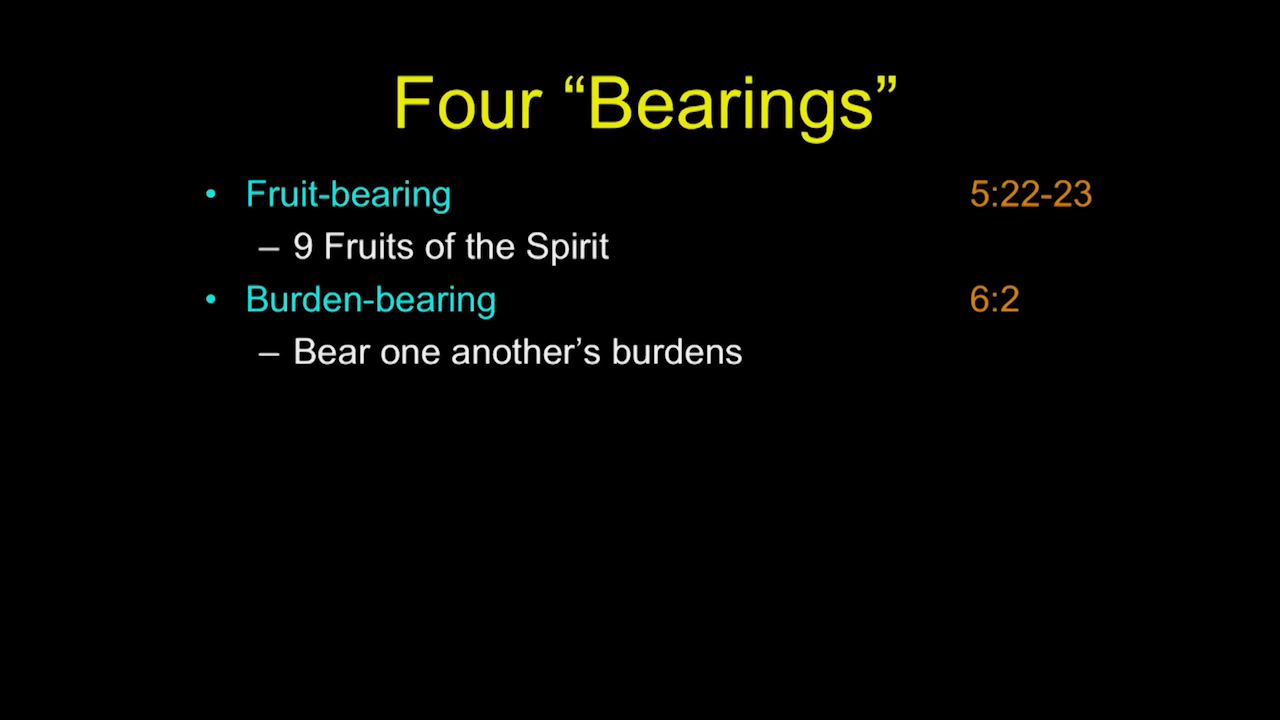 Four “Bearings”
• Fruit-bearing 5:22-23
– 9 Fruits of the Spirit
• Burden-bearing 6:2
– Bear one another’s burdens